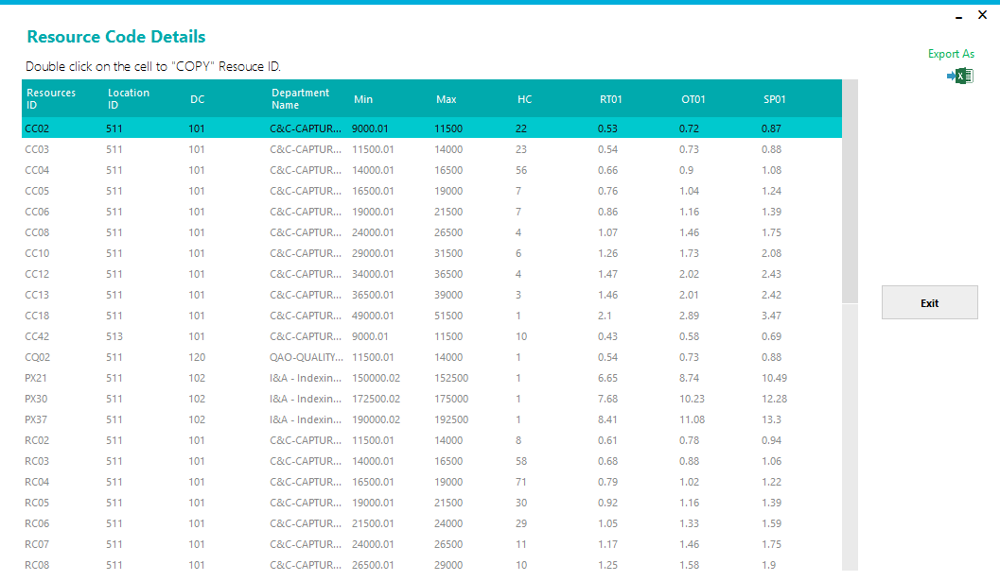 Resource Code Details
Export As
Double click on the cell to "COPY" Resouce ID.
Resources ID Location ID DC Department Name Min Max HC RT01 OT01 SP01
CC02 511 101 C&C-CAPTUR... 9000.01 11500 22 0.53 0.72 0.87
CC03 511 101 C&C-CAPTUR... 11500.01 14000 23 0.54 0.73 0.88
CC04 511 101 C&C-CAPTUR... 14000.01 16500 56 0.66 0.9 1.08
CC05 511 101 C&C-CAPTUR... 16500.01 19000 7 0.76 1.04 1.24
CC06 511 101 C&C-CAPTUR... 19000.01 21500 7 0.86 1.16 1.39
CC08 511 101 C&C-CAPTUR... 24000.01 26500 4 1.07 1.46 1.75
CC10 511 101 C&C-CAPTUR... 29000.01 31500 6 1.26 1.73 2.08
CC12 511 101 C&C-CAPTUR... 34000.01 36500 4 1.47 2.02 2.43
CC13 511 101 C&C-CAPTUR... 36500.01 39000 3 1.46 2.01 2.42
CC18 511 101 C&C-CAPTUR... 49000.01 51500 1 2.1 2.89 3.47
CC42 513 101 C&C-CAPTUR... 9000.01 11500 10 0.43 0.58 0.69
CQ02 511 120 QAO-QUALITY... 11500.01 14000 1 0.54 0.73 0.88
PX21 511 102 I&A - Indexin... 150000.02 152500 1 6.65 8.74 10.49
PX30 511 102 I&A - Indexin... 172500.02 175000 1 7.68 10.23 12.28
PX37 511 102 I&A - Indexin... 190000.02 192500 1 8.41 11.08 13.3
RC02 511 101 C&C-CAPTUR... 11500.01 14000 8 0.61 0.78 0.94
RC03 511 101 C&C-CAPTUR... 14000.01 16500 58 0.68 0.88 1.06
RC04 511 101 C&C-CAPTUR... 16500.01 19000 71 0.79 1.02 1.22
RC05 511 101 C&C-CAPTUR... 19000.01 21500 30 0.92 1.16 1.39
RC06 511 101 C&C-CAPTUR... 21500.01 24000 29 1.05 1.33 1.59
RC07 511 101 C&C-CAPTUR... 24000.01 26500 11 1.17 1.46 1.75
RC08 511 101 C&C-CAPTUR... 26500.01 29000 10 1.25 1.58 1.9
Exit